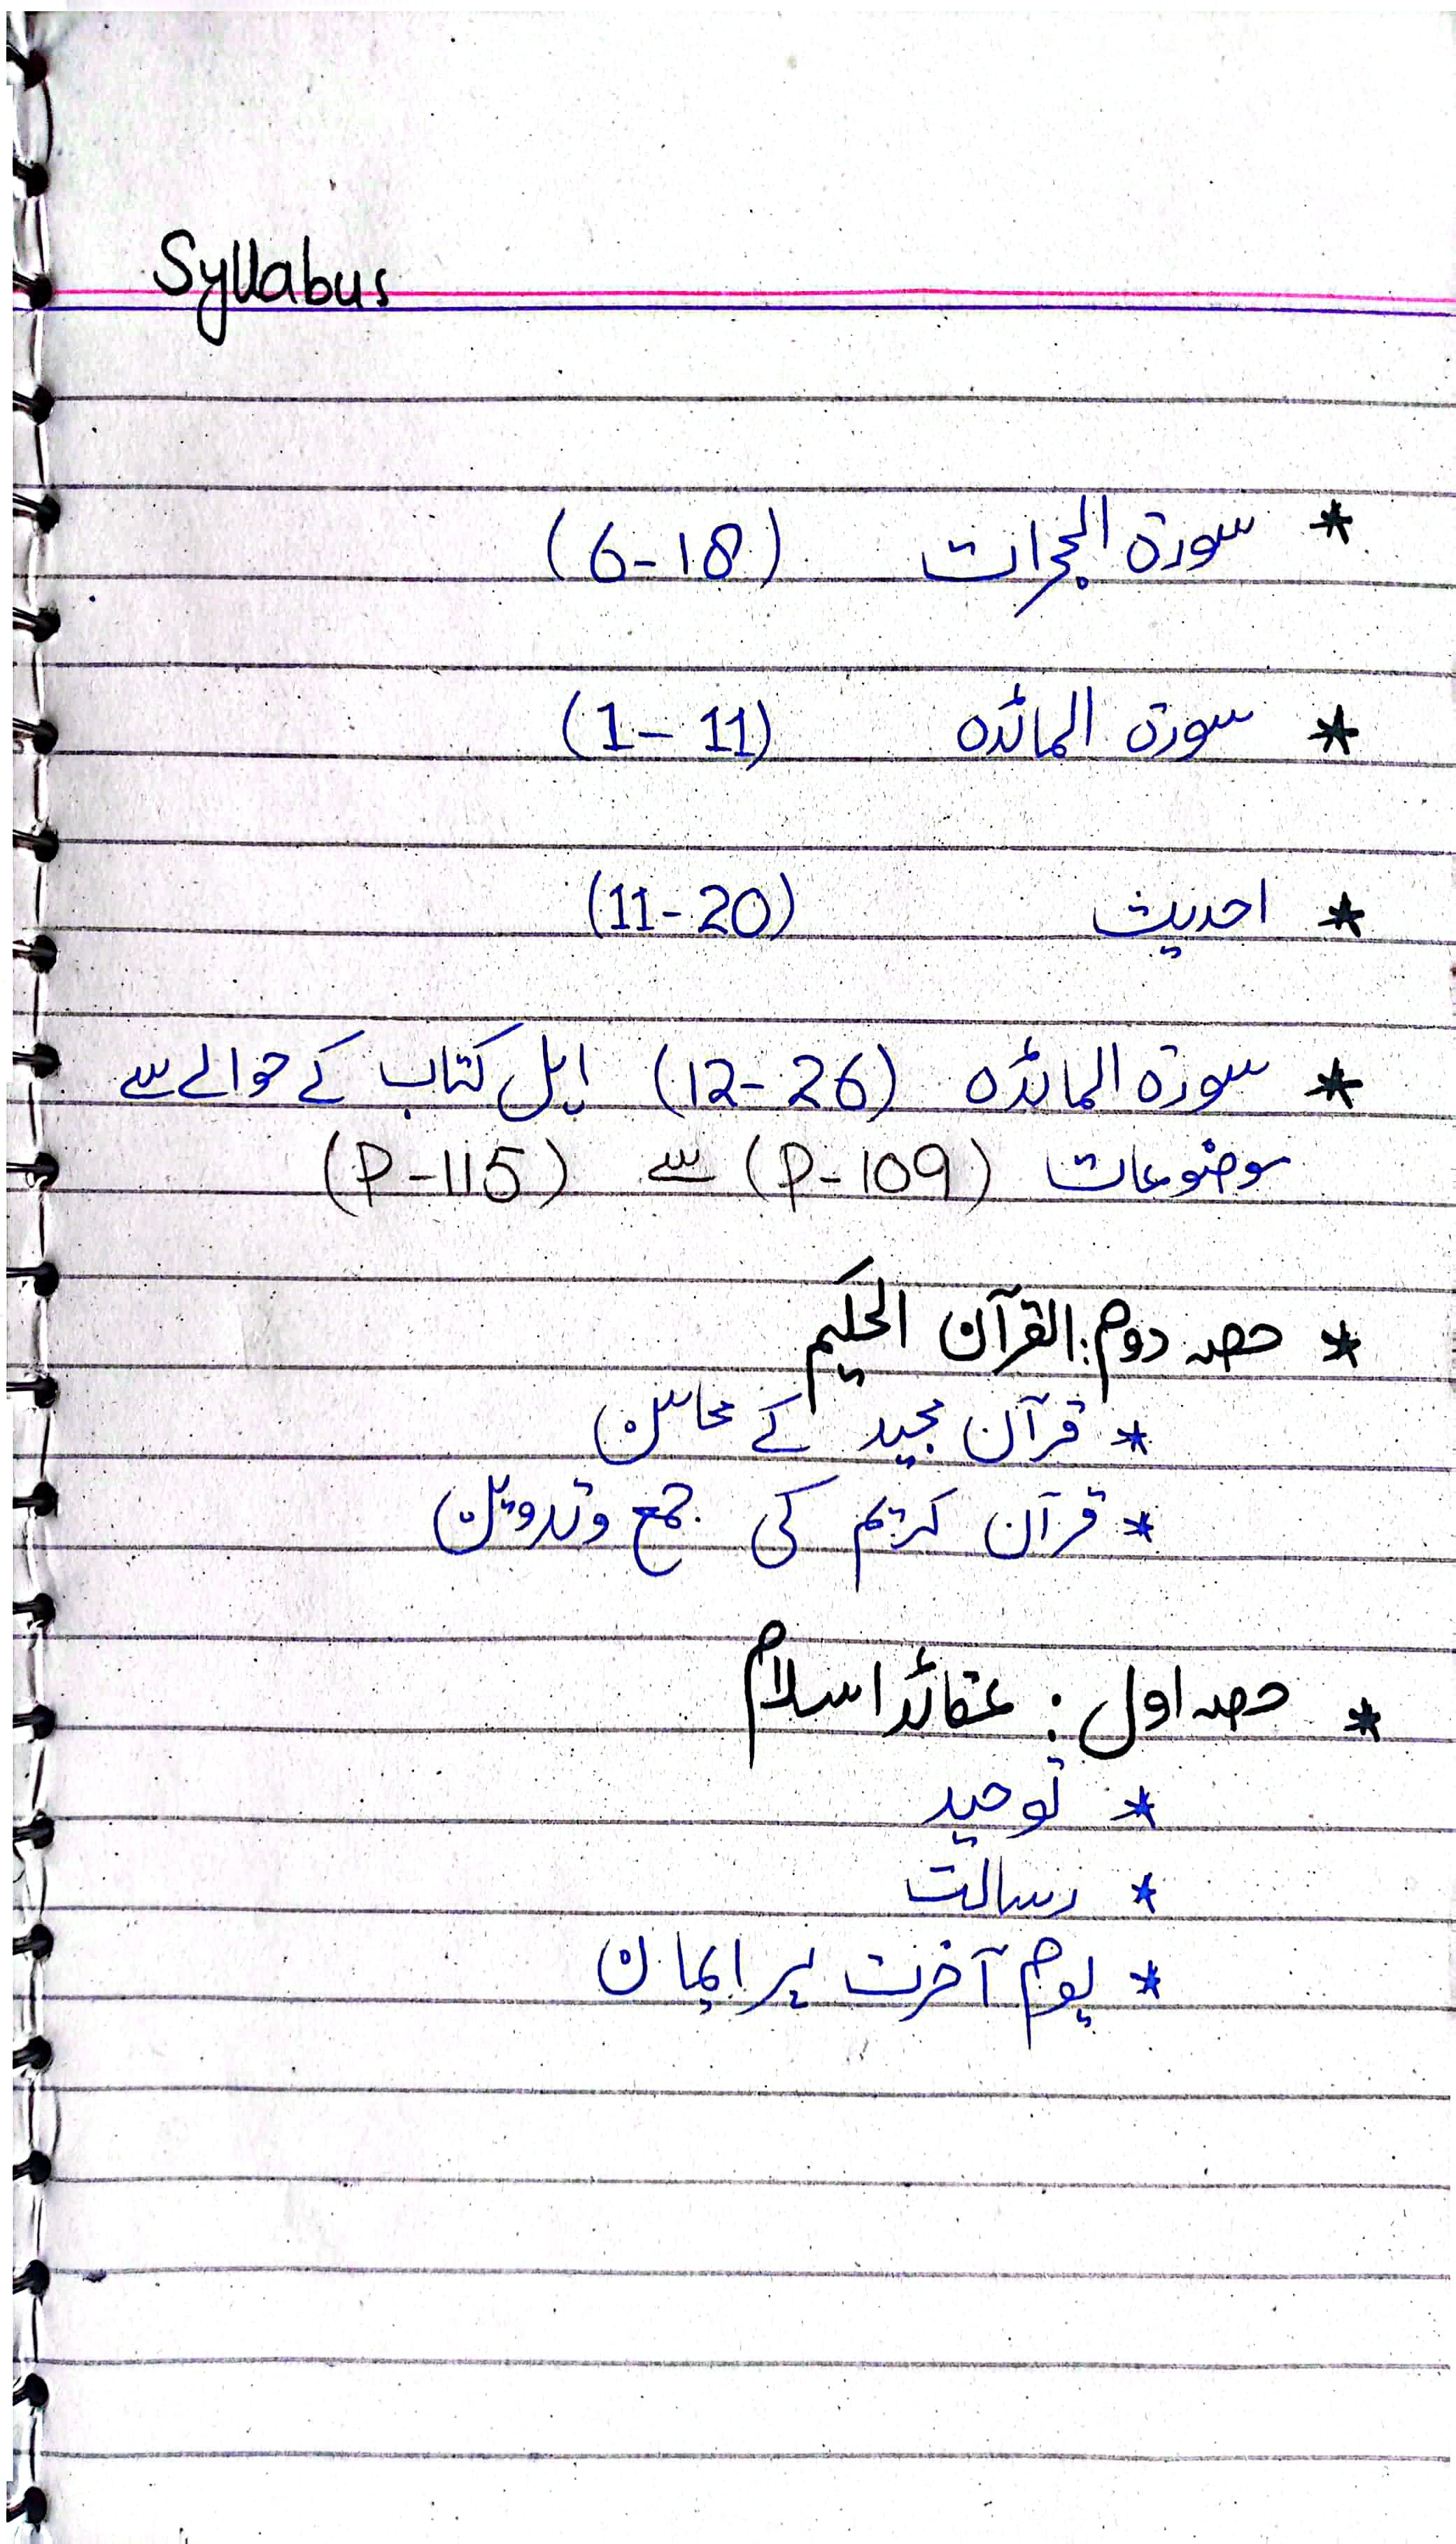 Syllabus
* سورۃ الحجرات (6-18)
* سورۃ المائدہ (1-11)
* احدیث (11-20)
* سورۃ المائدہ (12-26) اہل کتاب کے حوالے سے
موضوعات (P-109) سے (P-115)
* حصہ دوم: القرآن الحکیم
* قرآن مجید کے محاسن
* قرآن کریم کی جمع وتدوین
* حصہ اول: عقائد اسلام
* توحید
* رسالت
* یوم آخرت پر ایمان